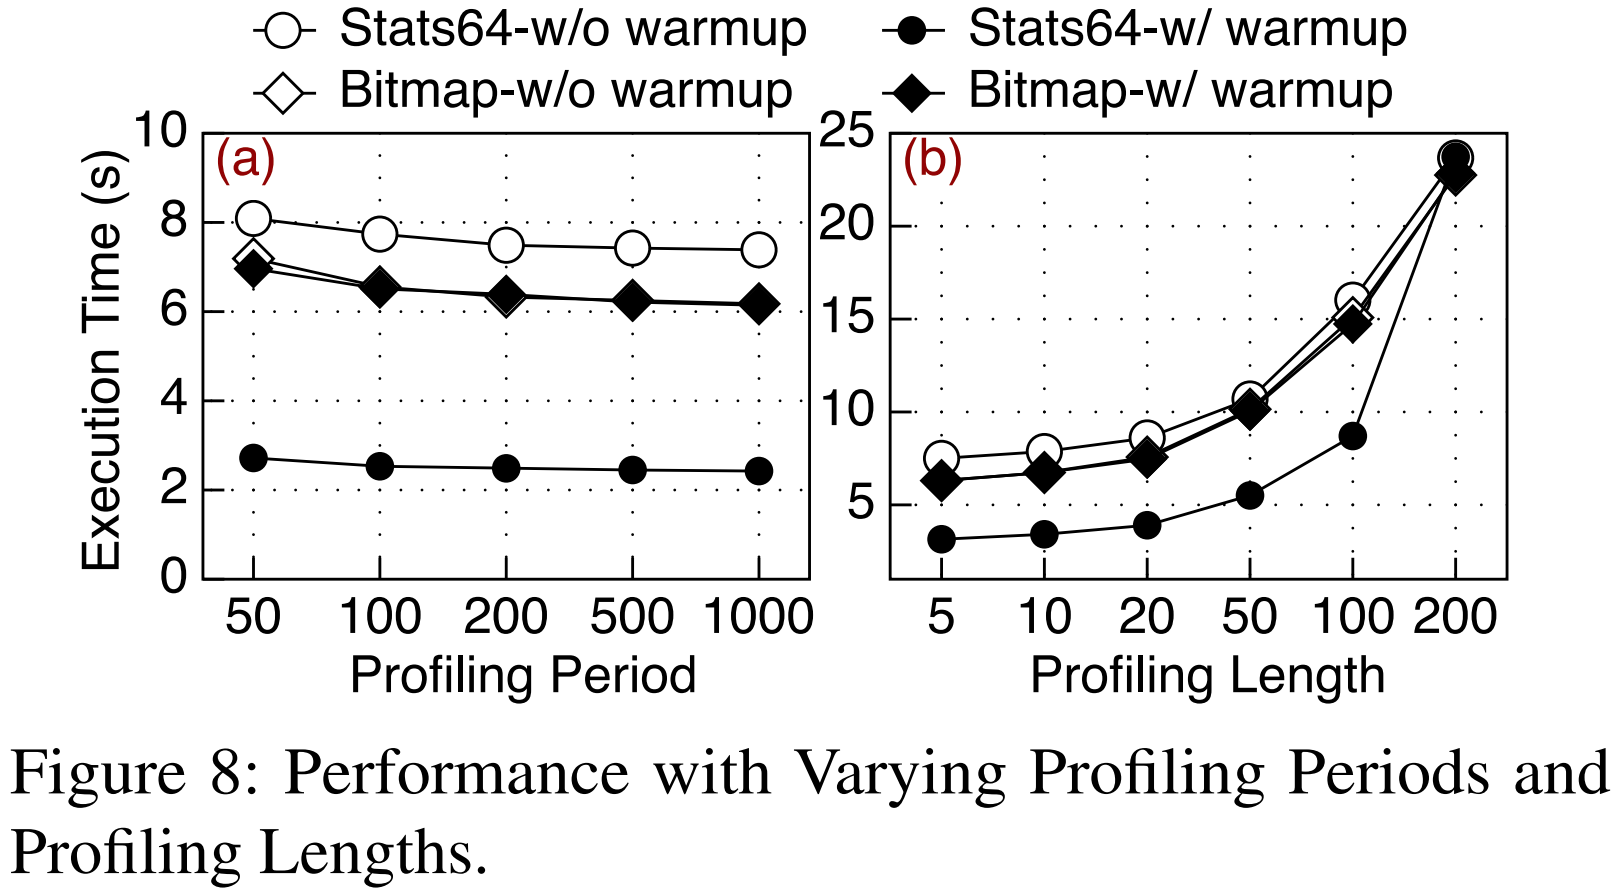 Stats64-w/o warmup
Stats64-w/ warmup
Bitmap-w/o warmup
Bitmap-w/ warmup
(a)
Execution Time (s)
10
8
6
4
2
0
50 100 200 500 1000
Profiling Period
(b)
25
20
15
10
5
5 10 20 50 100 200
Profiling Length
Figure 8: Performance with Varying Profiling Periods and
Profiling Lengths.